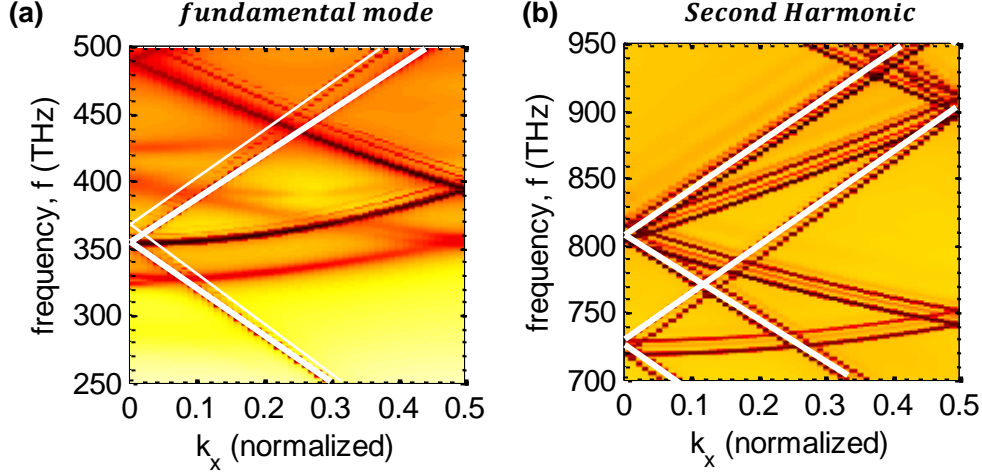 (a) fundamental mode
frequency, f (THz)
500
450
400
350
300
250
0 0.1 0.2 0.3 0.4 0.5
k_x (normalized)
(b) Second Harmonic
frequency, f (THz)
950
900
850
800
750
700
0 0.1 0.2 0.3 0.4 0.5
k_x (normalized)